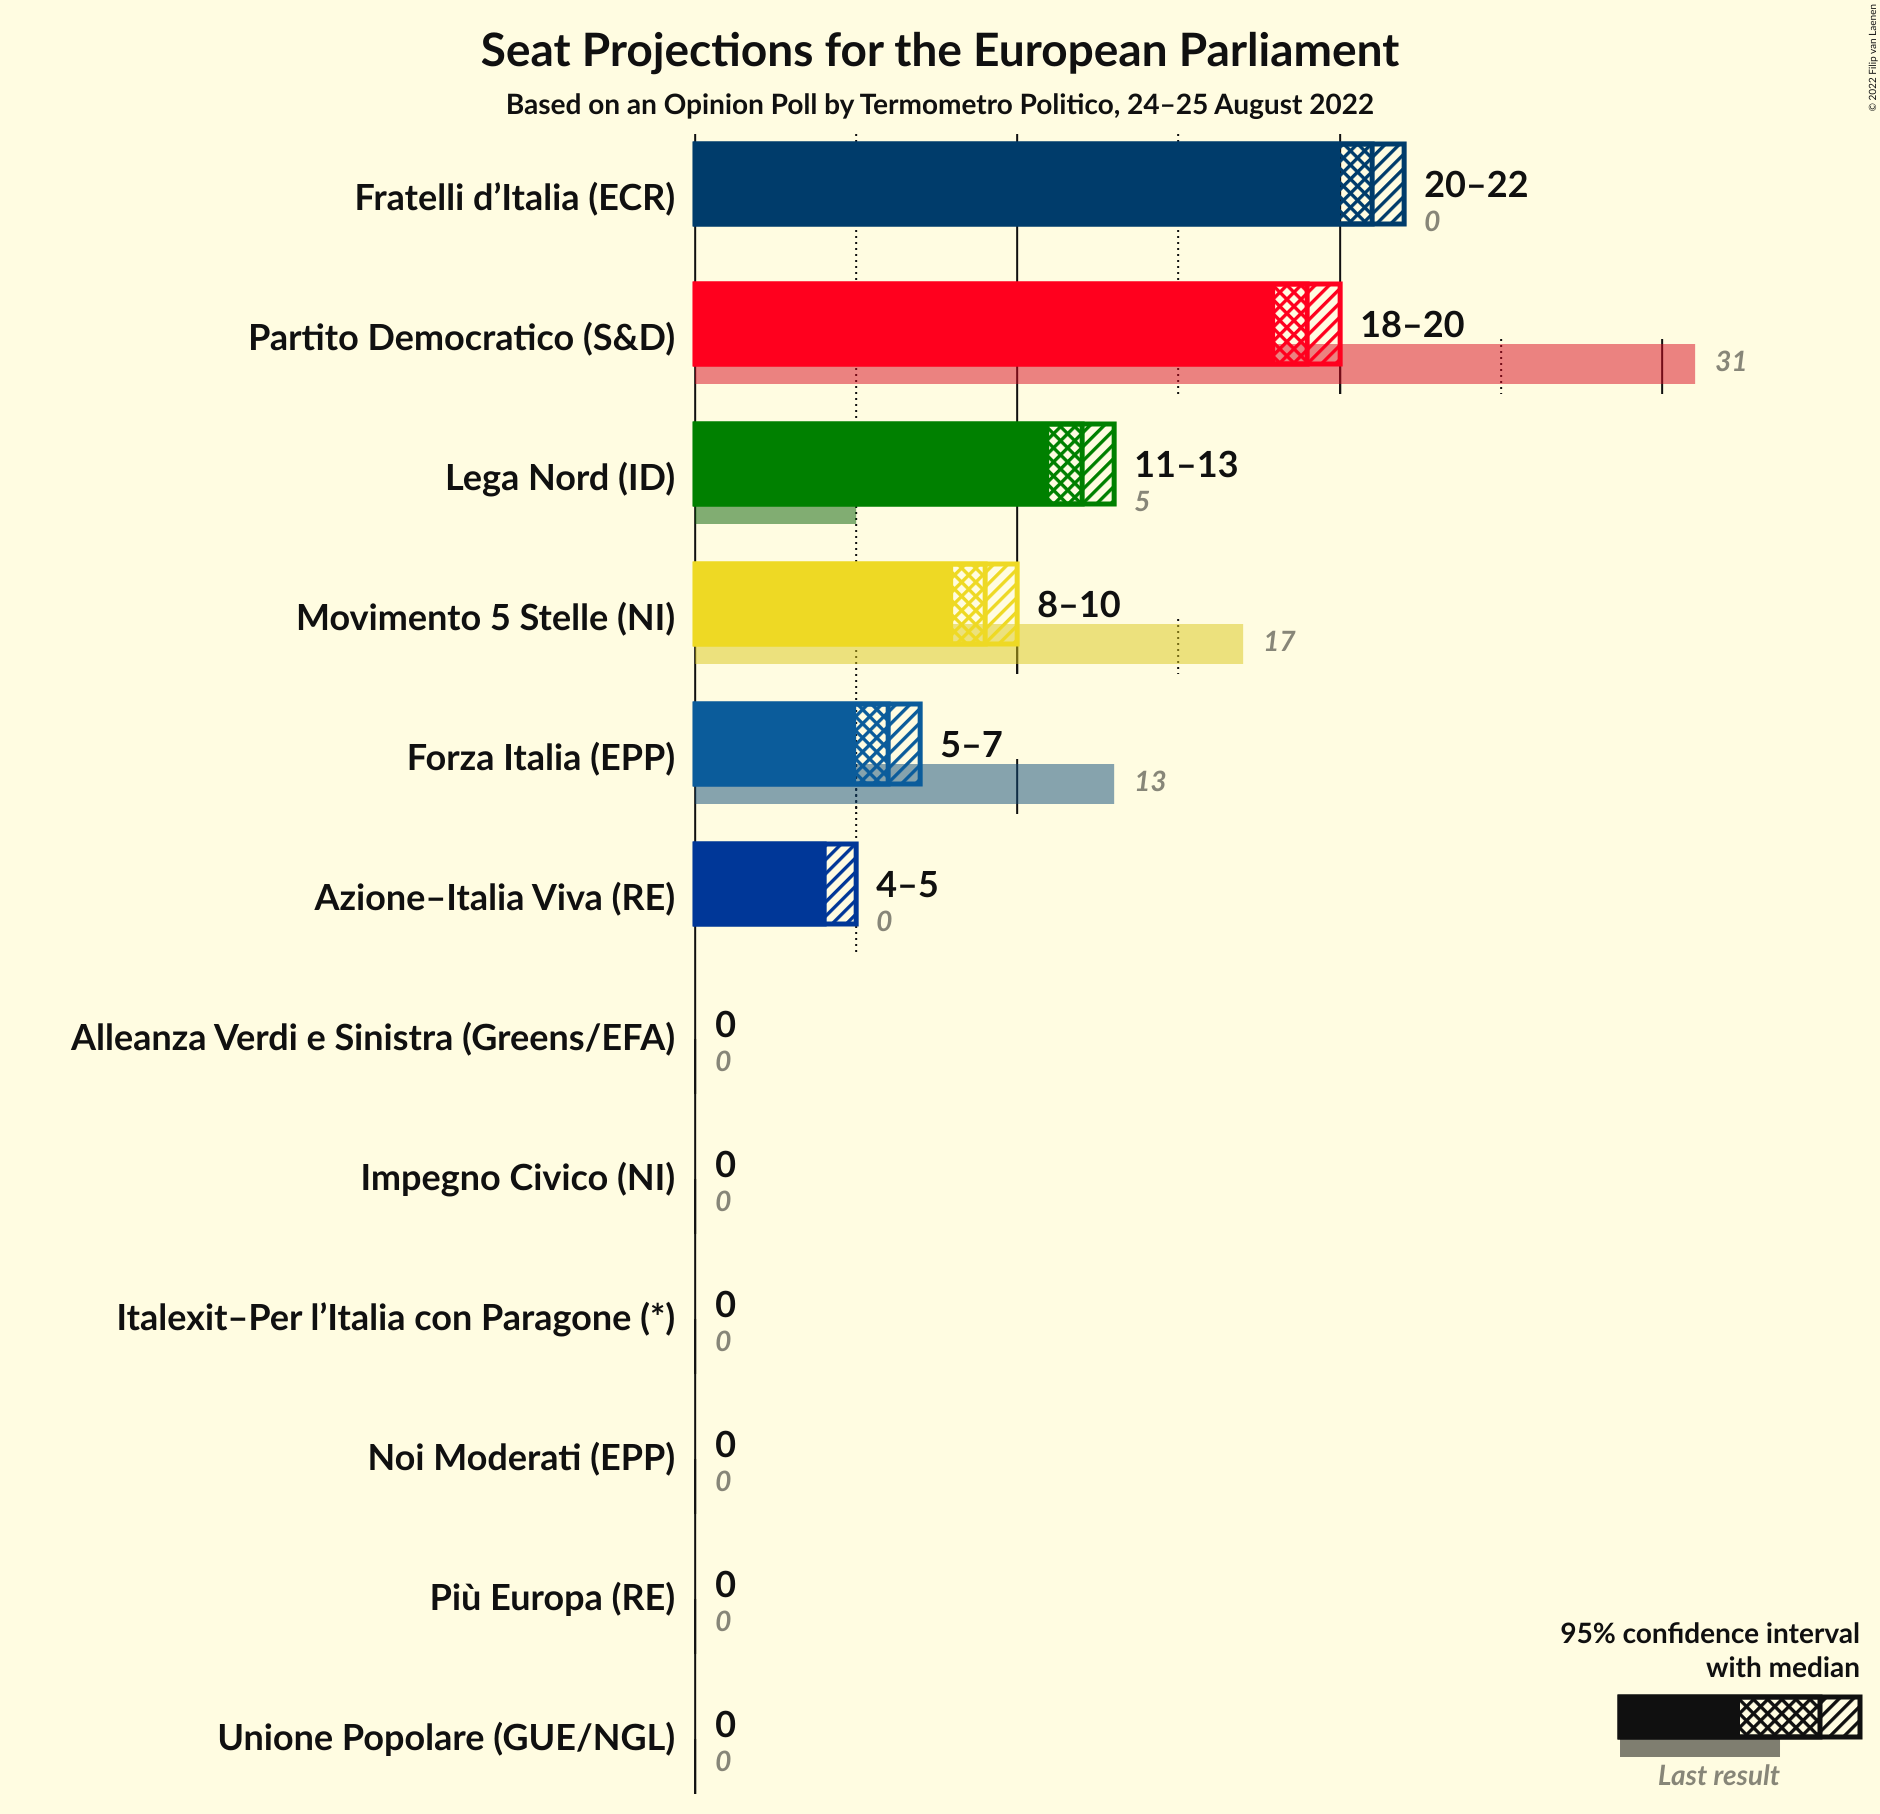 Seat Projections for the European Parliament
Based on an Opinion Poll by Termometro Politico, 24–25 August 2022
© 2022 Filip van Laenen
Fratelli d’Italia (ECR)
20–22
0
Partito Democratico (S&D)
18–20
31
Lega Nord (ID)
11–13
5
Movimento 5 Stelle (NI)
8–10
17
Forza Italia (EPP)
5–7
13
Azione–Italia Viva (RE)
4–5
0
Alleanza Verdi e Sinistra (Greens/EFA)
0
0
Impegno Civico (NI)
0
0
Italexit–Per l’Italia con Paragone (*)
0
0
Noi Moderati (EPP)
0
0
Più Europa (RE)
0
0
Unione Popolare (GUE/NGL)
0
0
95% confidence interval
with median
Last result